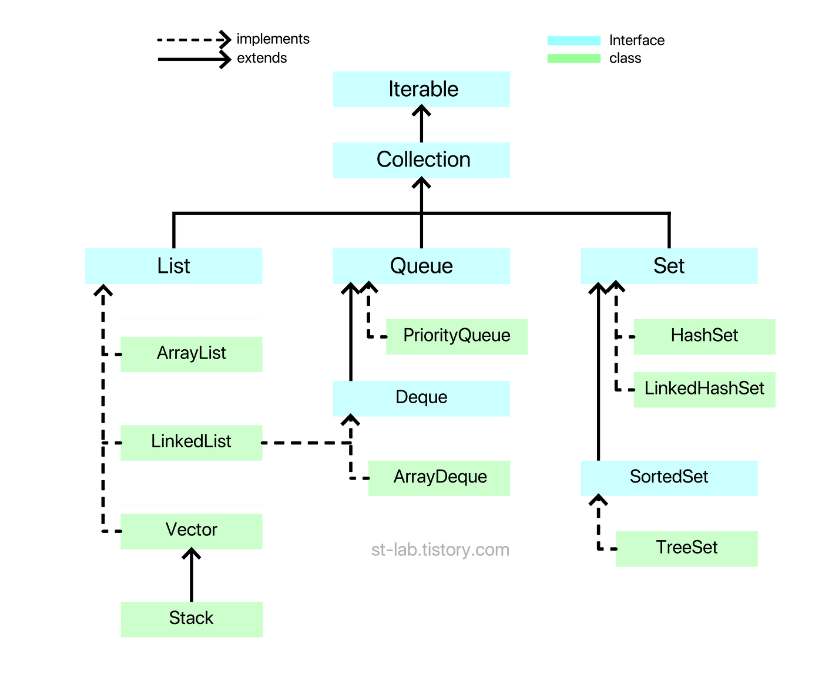 implements
extends
Interface
class
Iterable
Collection
List
Queue
Set
ArrayList
PriorityQueue
HashSet
LinkedHashSet
Deque
LinkedList
ArrayDeque
SortedSet
Vector
TreeSet
st-lab.tistory.com
Stack